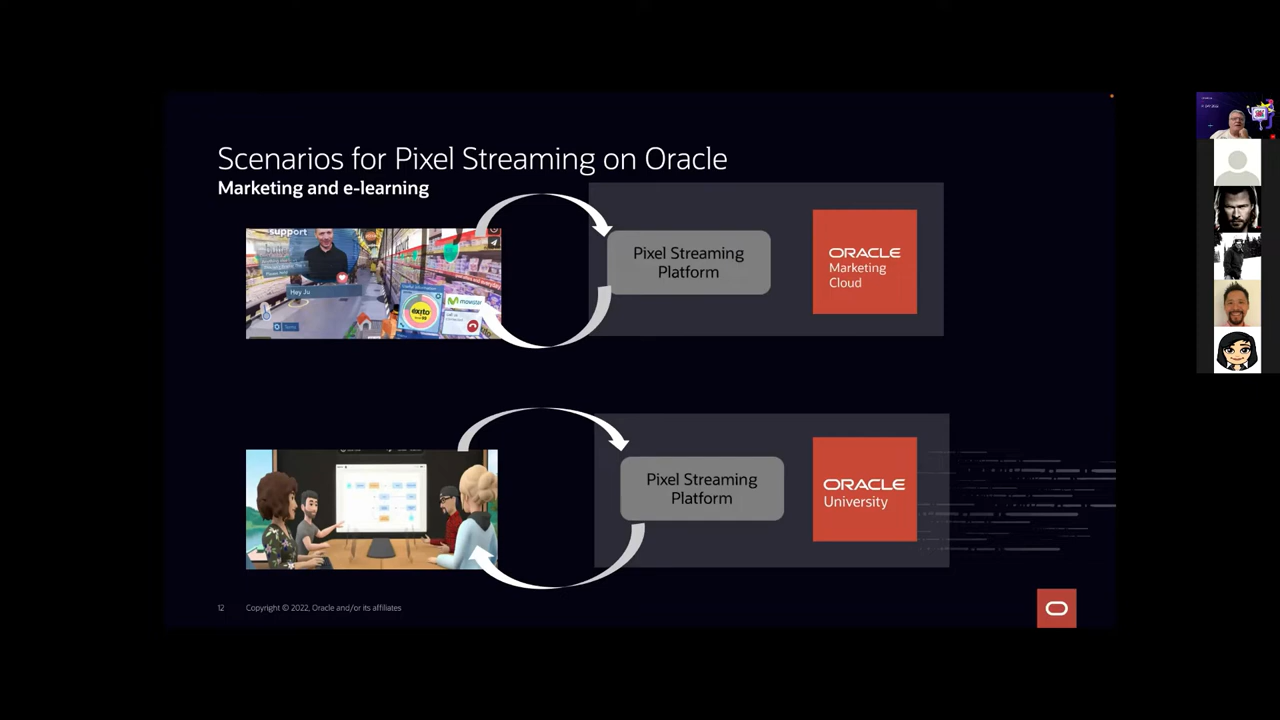 Scenarios for Pixel Streaming on Oracle
Marketing and e-learning
support
Hey Ju
éxito
movistar
Pixel Streaming
Platform
ORACLE
Marketing
Cloud
Pixel Streaming
Platform
ORACLE
University
12
Copyright © 2022, Oracle and/or its affiliates